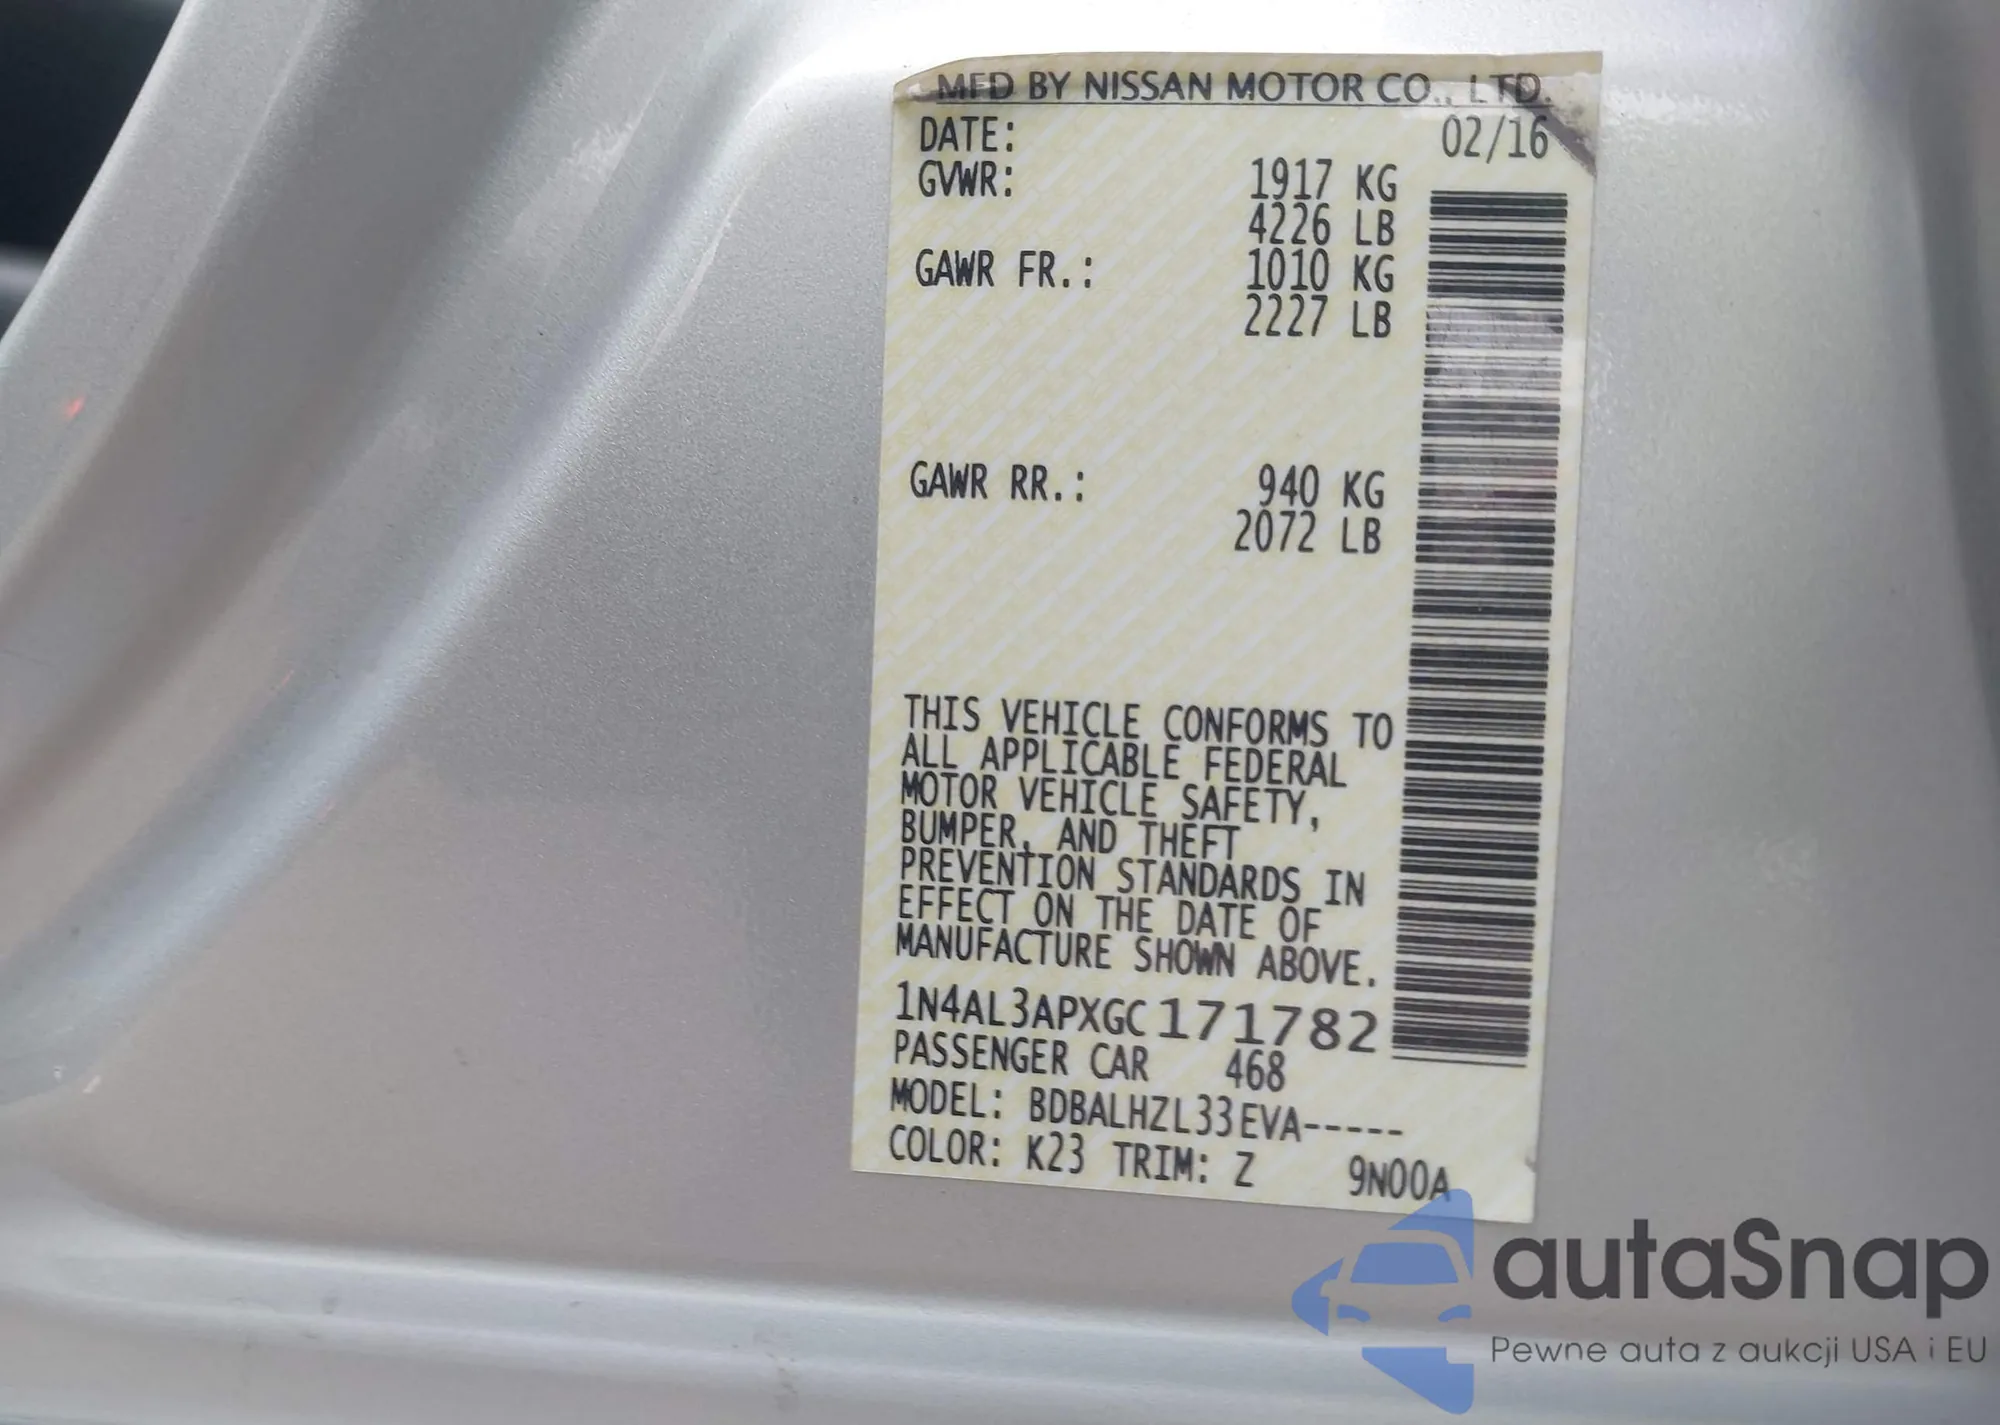 MFD BY NISSAN MOTOR CO., LTD.
DATE: 02/16
GVWR: 1917 KG
4226 LB
GAWR FR.: 1010 KG
2227 LB
GAWR RR.: 940 KG
2072 LB
THIS VEHICLE CONFORMS TO
ALL APPLICABLE FEDERAL
MOTOR VEHICLE SAFETY,
BUMPER, AND THEFT
PREVENTION STANDARDS IN
EFFECT ON THE DATE OF
MANUFACTURE SHOWN ABOVE.
1N4AL3APXGC171782
PASSENGER CAR 468
MODEL: BDBALHZL33EVA-----
COLOR: K23 TRIM: Z 9N00A
autaSnap
Pewne auta z aukcji USA i EU